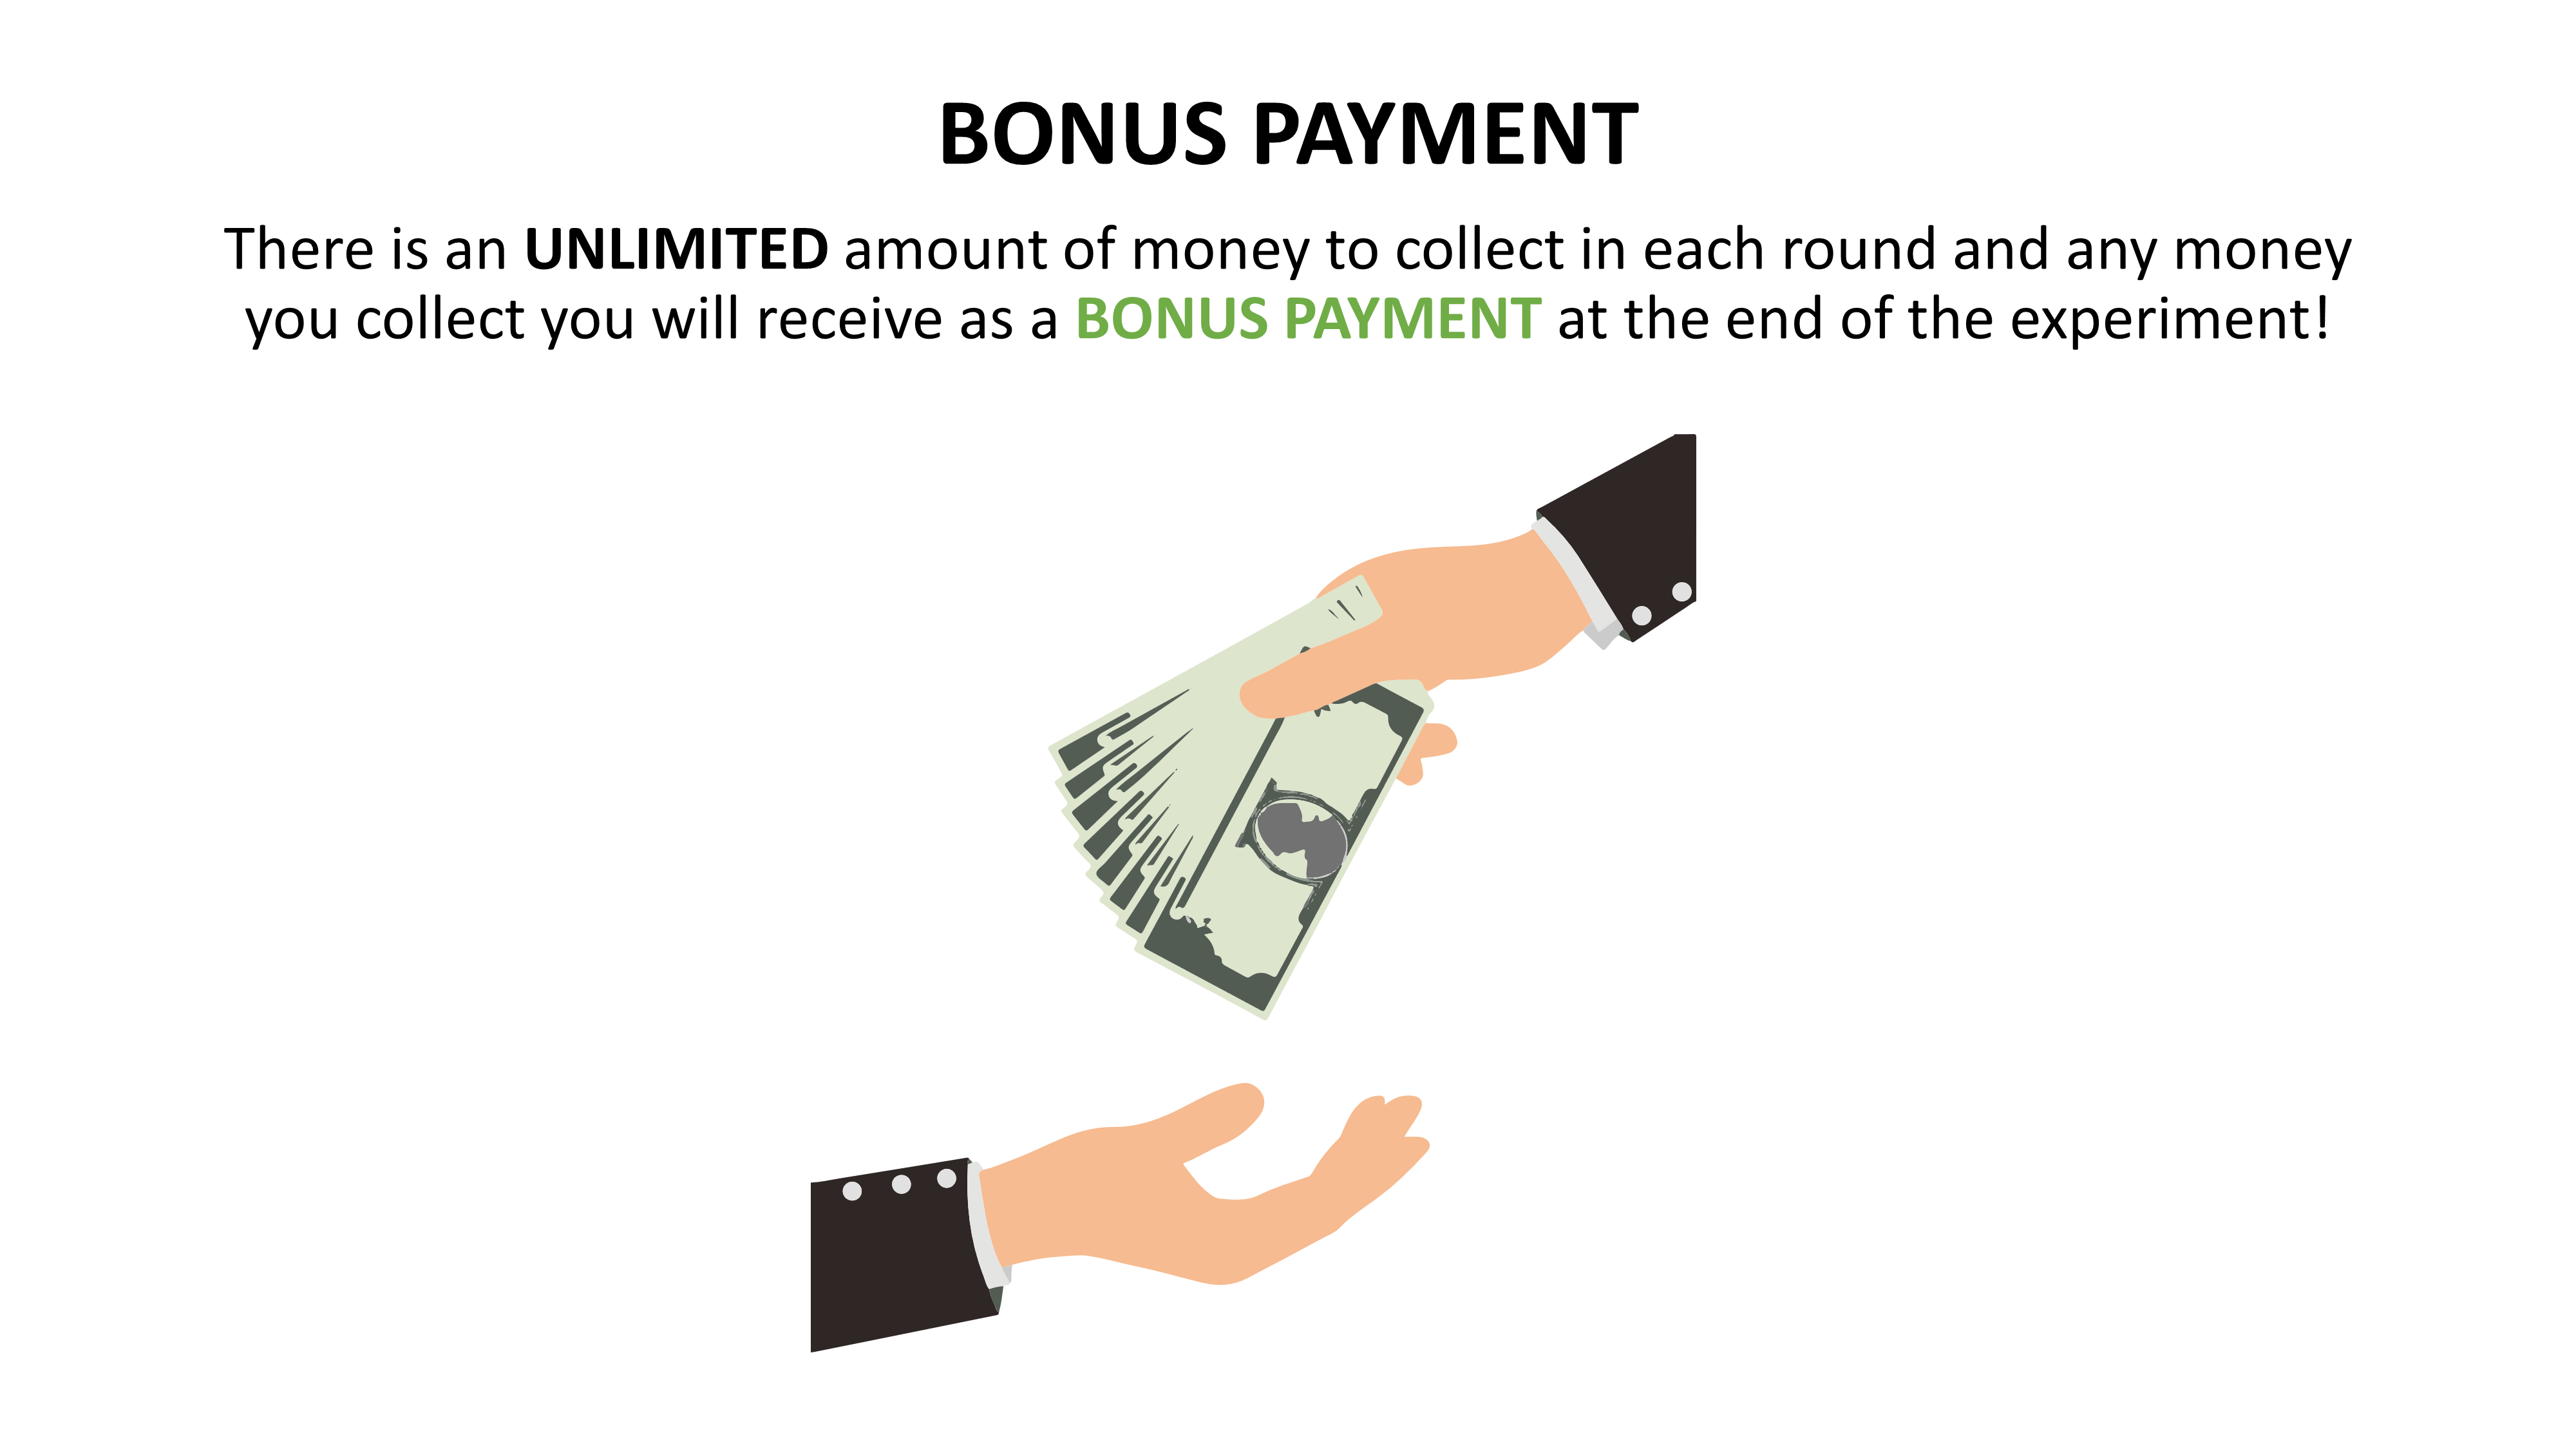 BONUS PAYMENT
There is an UNLIMITED amount of money to collect in each round and any money
you collect you will receive as a BONUS PAYMENT at the end of the experiment!